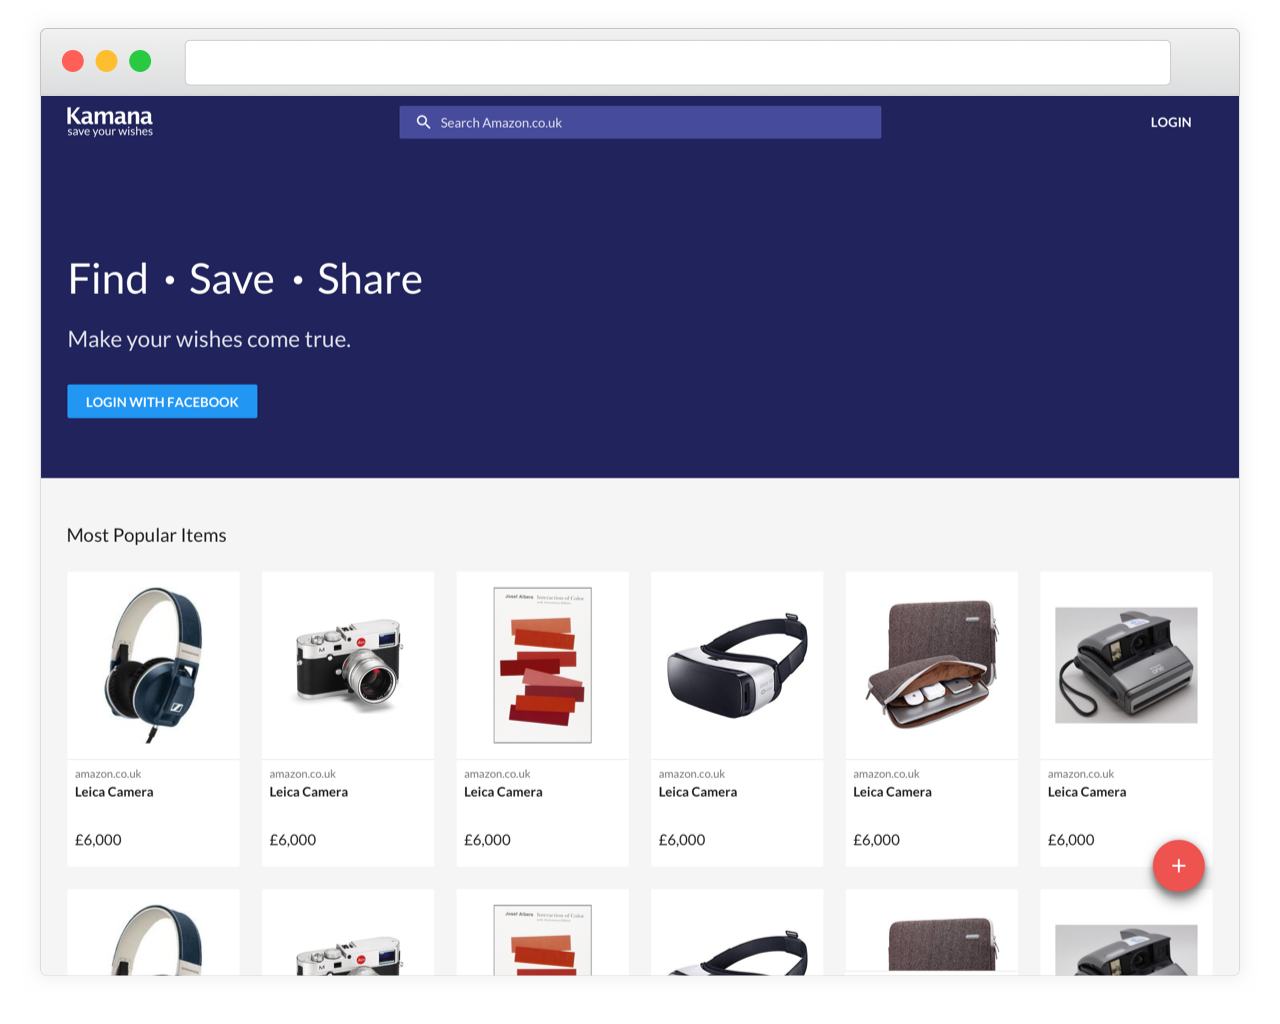 Kamana
save your wishes
Search Amazon.co.uk
LOGIN
Find • Save • Share
Make your wishes come true.
LOGIN WITH FACEBOOK
Most Popular Items
Josef Albers Interaction of Color
amazon.co.uk
Leica Camera
£6,000
amazon.co.uk
Leica Camera
£6,000
amazon.co.uk
Leica Camera
£6,000
amazon.co.uk
Leica Camera
£6,000
amazon.co.uk
Leica Camera
£6,000
amazon.co.uk
Leica Camera
£6,000
+
Josef Albers Interaction of Color